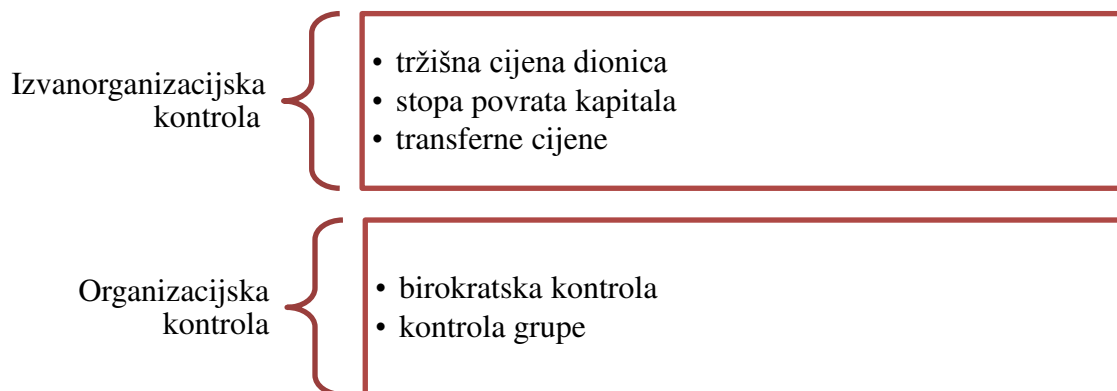 Izvanorganizacijska
kontrola
• tržišna cijena dionica
• stopa povrata kapitala
• transferne cijene
Organizacijska
kontrola
• birokratska kontrola
• kontrola grupe